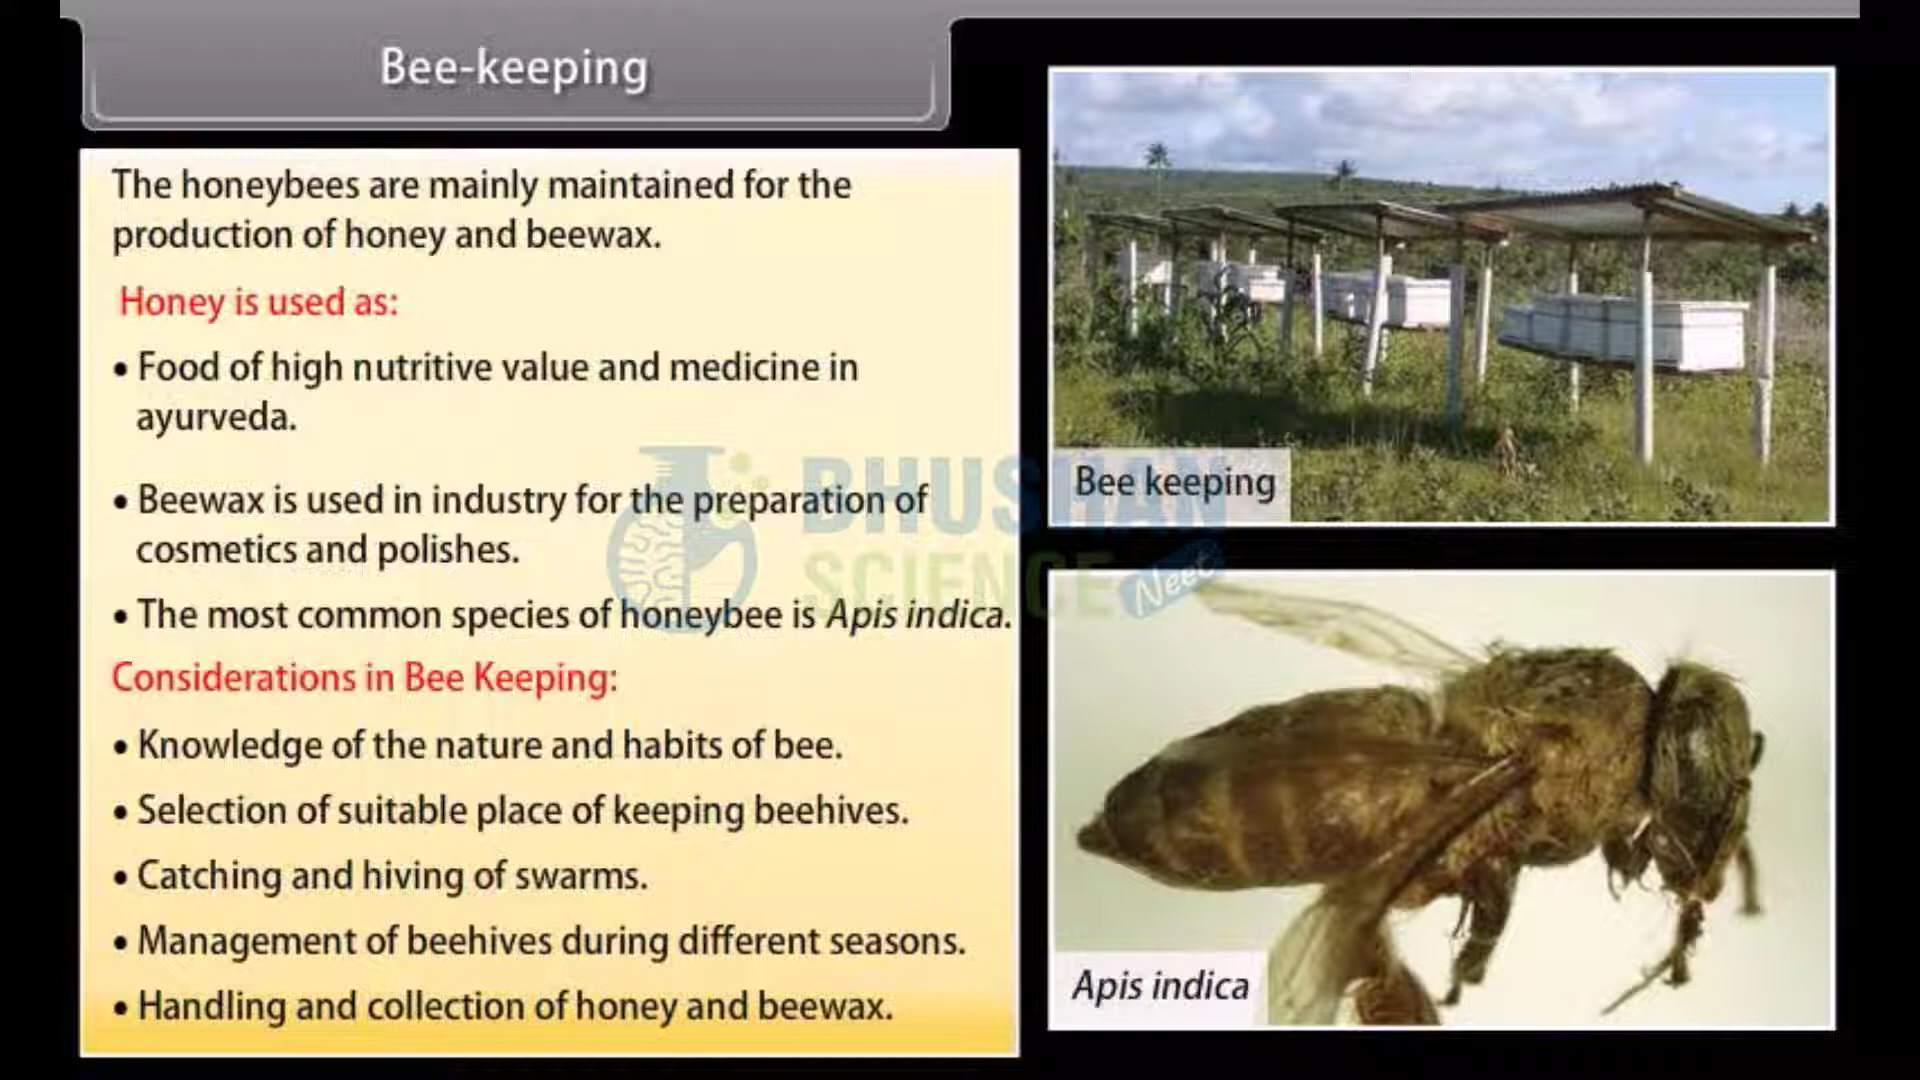 Bee-keeping
The honeybees are mainly maintained for the
production of honey and beewax.
Honey is used as:
• Food of high nutritive value and medicine in
ayurveda.
• Beewax is used in industry for the preparation of
cosmetics and polishes.
• The most common species of honeybee is Apis indica.
Considerations in Bee Keeping:
• Knowledge of the nature and habits of bee.
• Selection of suitable place of keeping beehives.
• Catching and hiving of swarms.
• Management of beehives during different seasons.
• Handling and collection of honey and beewax.
Bee keeping
Apis indica
BHUSHAN
SCIENCE
Neet